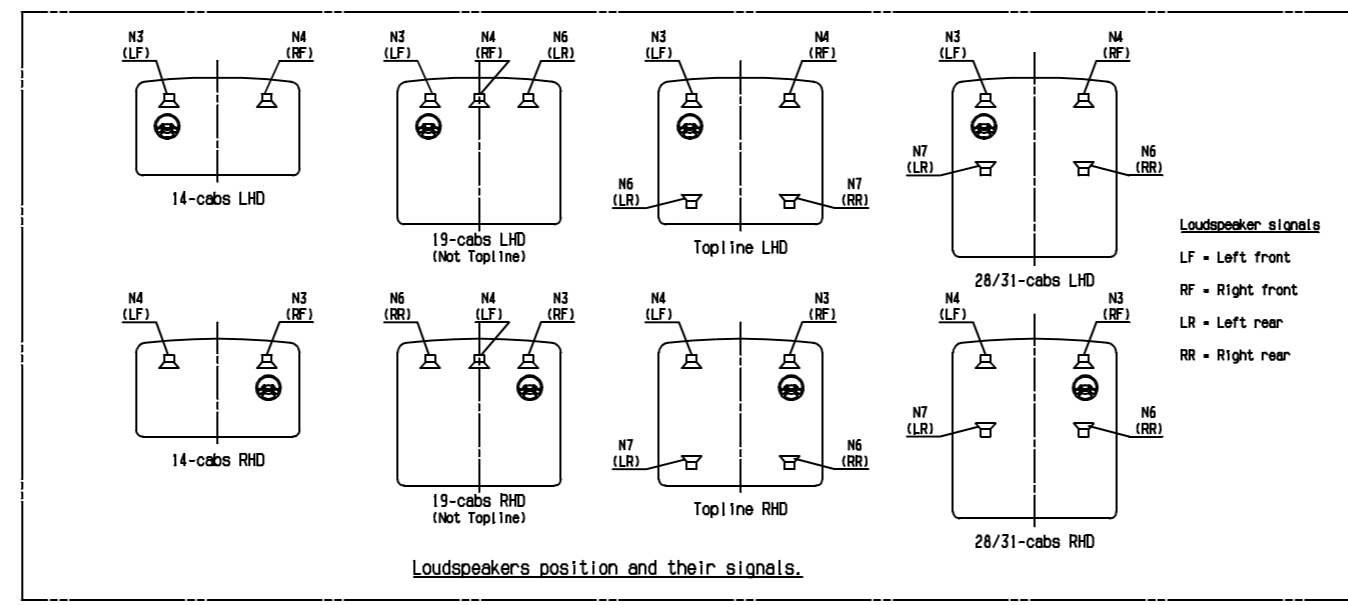 N3
(LF)
N4
(RF)
14-cabs LHD
N3
(LF)
N4
(RF)
N6
(LR)
19-cabs LHD
(Not Topline)
N3
(LF)
N4
(RF)
N6
(LR)
N7
(RR)
Topline LHD
N3
(LF)
N4
(RF)
N7
(LR)
N6
(RR)
28/31-cabs LHD
Loudspeaker signals
LF = Left front
RF = Right front
LR = Left rear
RR = Right rear
N4
(LF)
N3
(RF)
14-cabs RHD
N6
(RR)
N4
(LF)
N3
(RF)
19-cabs RHD
(Not Topline)
N4
(LF)
N3
(RF)
N7
(LR)
N6
(RR)
Topline RHD
N4
(LF)
N3
(RF)
N7
(LR)
N6
(RR)
28/31-cabs RHD
Loudspeakers position and their signals.